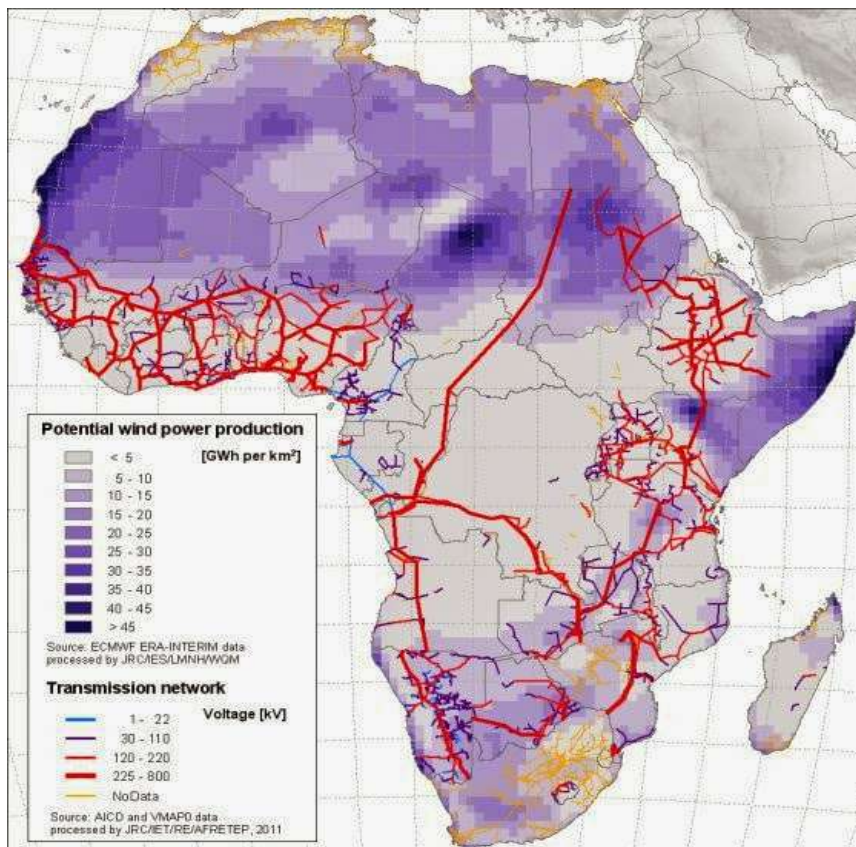 Potential wind power production
[GWh per km²]
< 5
5 - 10
10 - 15
15 - 20
20 - 25
25 - 30
30 - 35
35 - 40
40 - 45
> 45
Source: ECMWF ERA-INTERIM data
processed by JRC/IES/LMNH/WQM
Transmission network
Voltage [kV]
1 - 22
30 - 110
120 - 220
225 - 800
NoData
Source: AICD and VMAP0 data
processed by JRC/IET/RE/AFRETEP, 2011